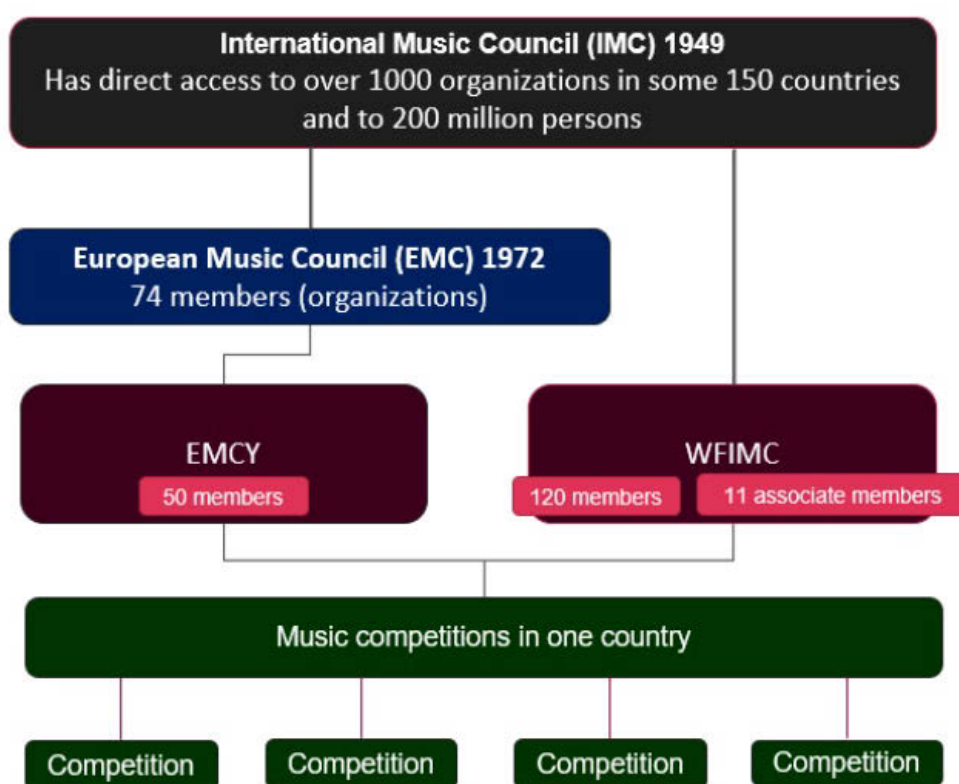 International Music Council (IMC) 1949
Has direct access to over 1000 organizations in some 150 countries
and to 200 million persons
European Music Council (EMC) 1972
74 members (organizations)
EMCY
50 members
WFIMC
120 members
11 associate members
Music competitions in one country
Competition
Competition
Competition
Competition